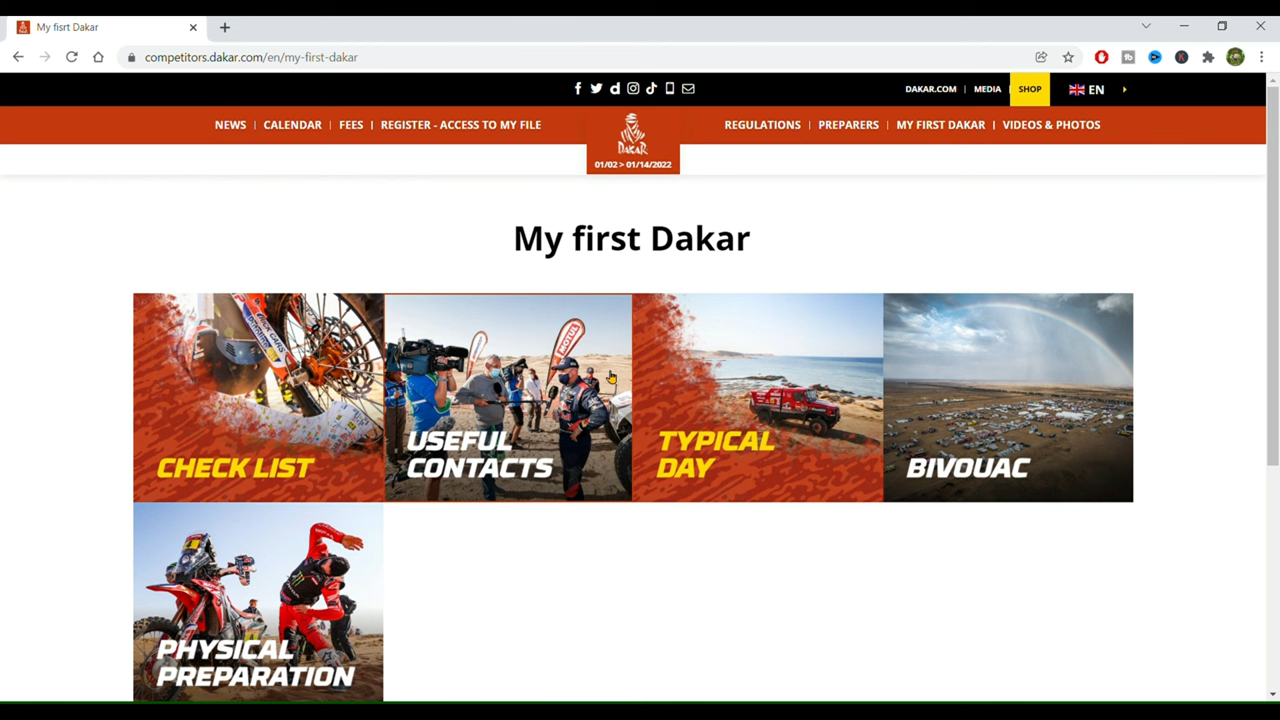 My fisrt Dakar
competitors.dakar.com/en/my-first-dakar
DAKAR.COM | MEDIA | SHOP EN
NEWS | CALENDAR | FEES | REGISTER - ACCESS TO MY FILE
DAKAR
01/02 > 01/14/2022
REGULATIONS | PREPARERS | MY FIRST DAKAR | VIDEOS & PHOTOS
My first Dakar
MOTUL
CHECK LIST
USEFUL
CONTACTS
TYPICAL
DAY
BIVOUAC
PHYSICAL
PREPARATION